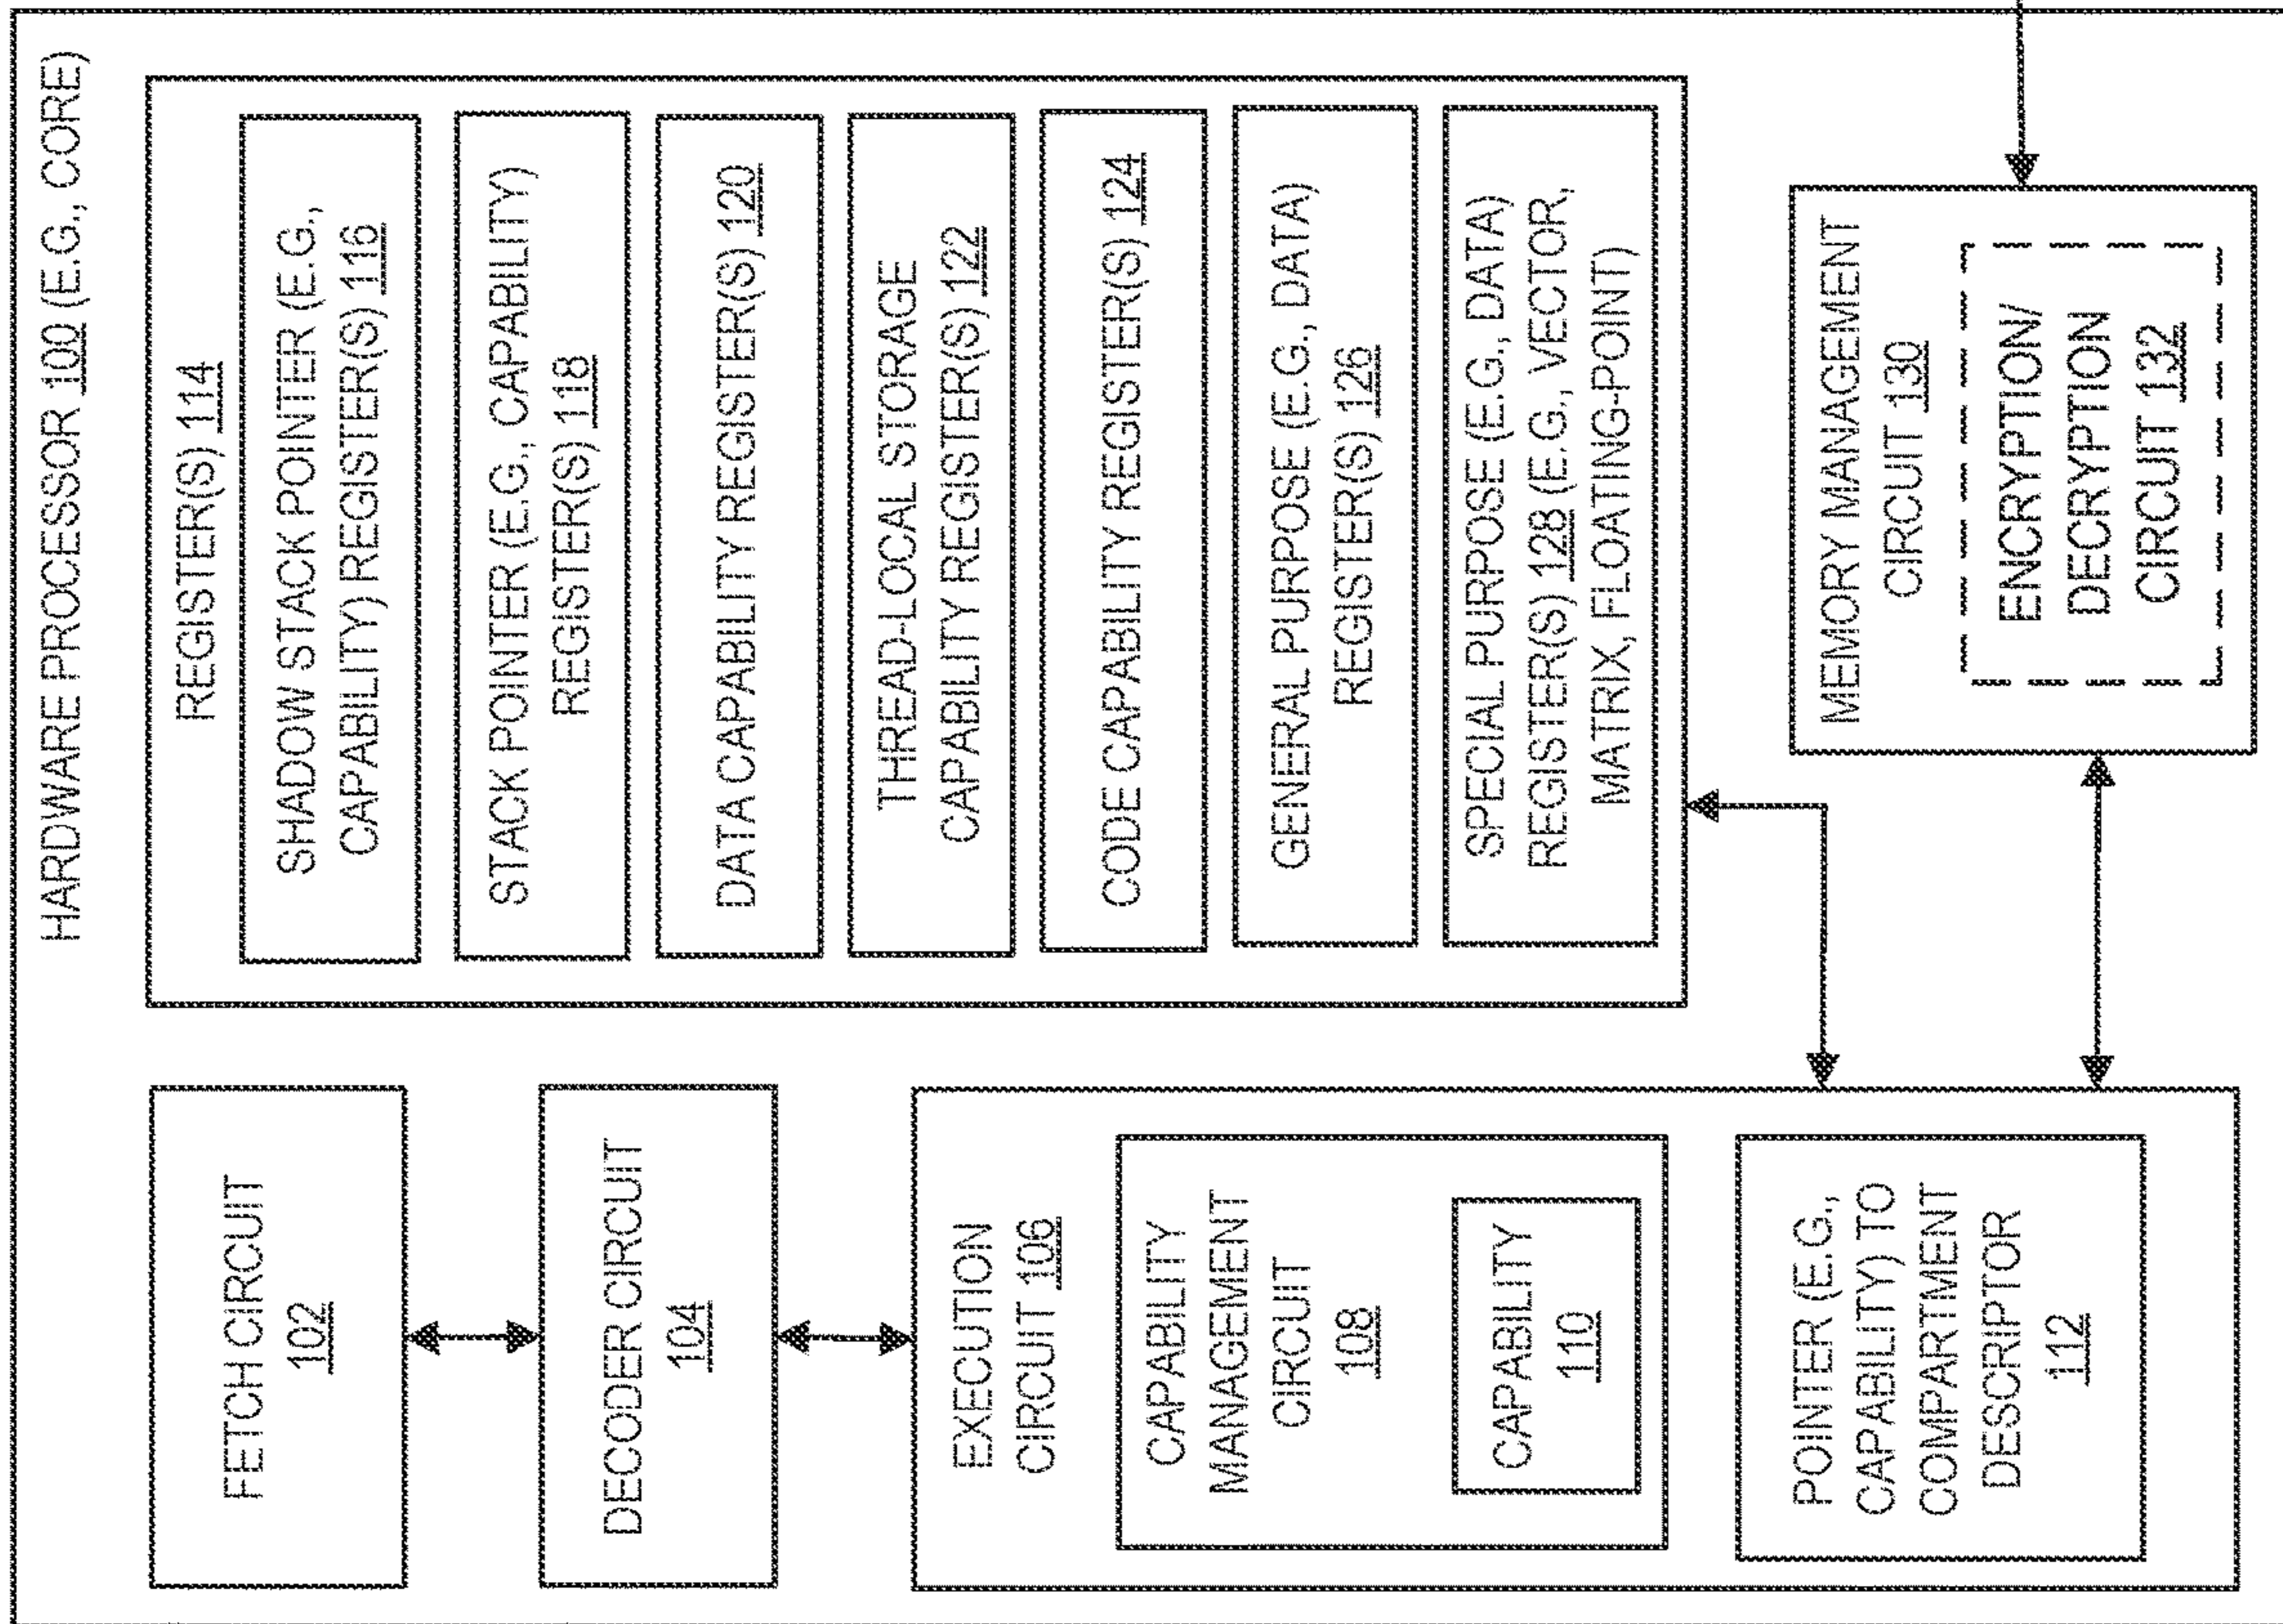 HARDWARE PROCESSOR 100 (E.G., CORE)
FETCH CIRCUIT
102
DECODER CIRCUIT
104
EXECUTION
CIRCUIT 106
CAPABILITY
MANAGEMENT
CIRCUIT
108
CAPABILITY
110
POINTER (E.G.,
CAPABILITY) TO
COMPARTMENT
DESCRIPTOR
112
REGISTER(S) 114
SHADOW STACK POINTER (E.G.,
CAPABILITY) REGISTER(S) 116
STACK POINTER (E.G., CAPABILITY)
REGISTER(S) 118
DATA CAPABILITY REGISTER(S) 120
THREAD-LOCAL STORAGE
CAPABILITY REGISTER(S) 122
CODE CAPABILITY REGISTER(S) 124
GENERAL PURPOSE (E.G., DATA)
REGISTER(S) 126
SPECIAL PURPOSE (E.G., DATA)
REGISTER(S) 128 (E.G., VECTOR,
MATRIX, FLOATING-POINT)
MEMORY MANAGEMENT
CIRCUIT 130
ENCRYPTION/
DECRYPTION
CIRCUIT 132